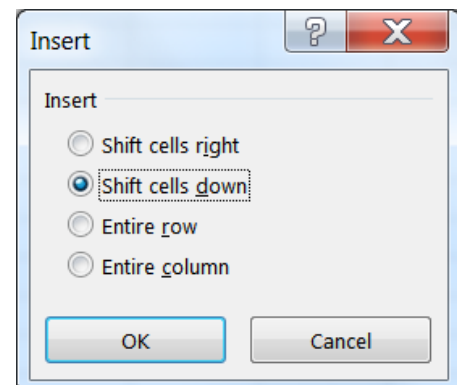 Insert
Insert
Shift cells right
Shift cells down
Entire row
Entire column
OK Cancel